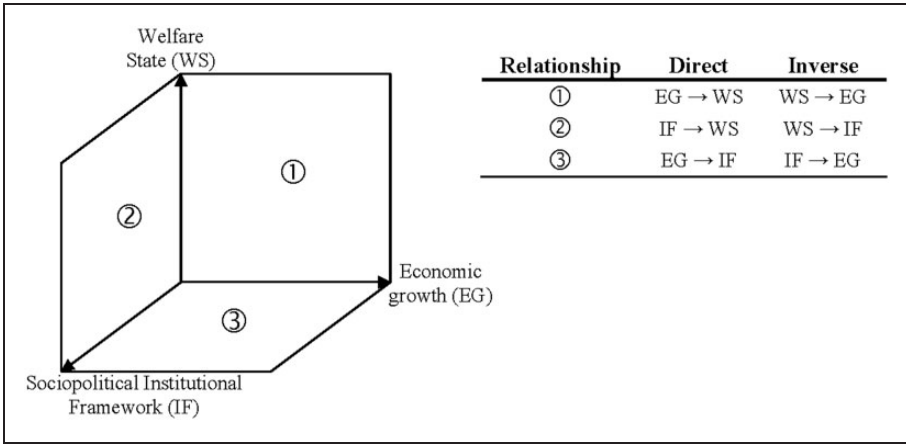 Welfare
State (WS)
Relationship Direct Inverse
① EG → WS WS → EG
② IF → WS WS → IF
③ EG → IF IF → EG
①
②
Economic
growth (EG)
③
Sociopolitical Institutional
Framework (IF)